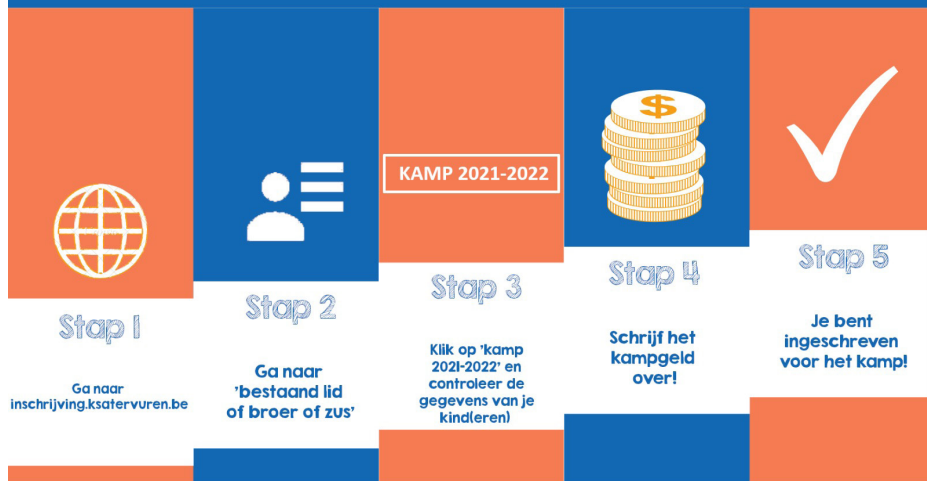 KAMP 2021-2022
Stap 1
Ga naar
inschrijving.ksatervuren.be
Stap 2
Ga naar
'bestaand lid
of broer of zus'
Stap 3
Klik op 'kamp
2021-2022' en
controleer de
gegevens van je
kind(eren)
$
Stap 4
Schrijf het
kampgeld
over!
Stap 5
Je bent
ingeschreven
voor het kamp!